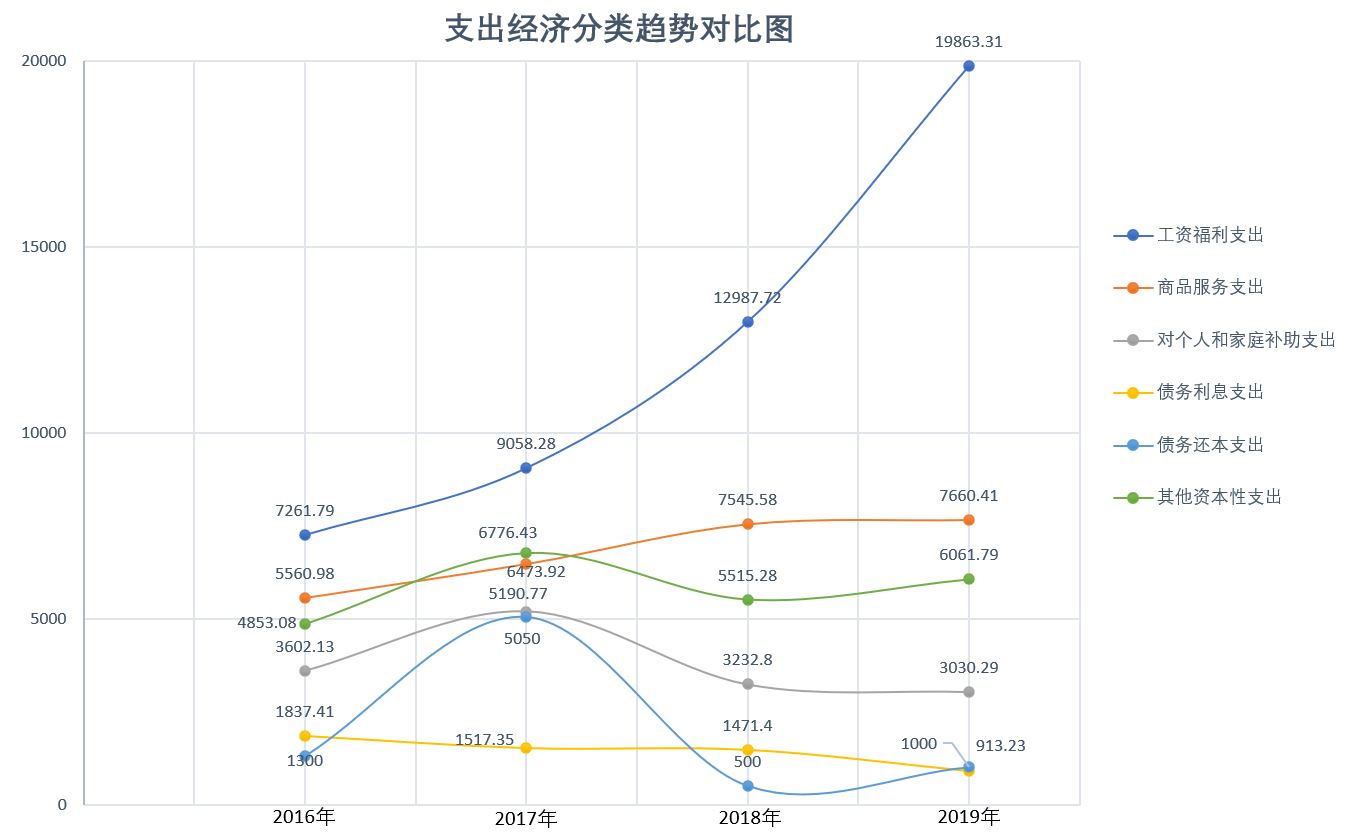 支出经济分类趋势对比图
19863.31
20000
15000
12987.72
10000
9058.28
7261.79
7545.58
7660.41
6776.43
6061.79
5560.98
6473.92
5515.28
5190.77
4853.08
5000
5050
3602.13
3232.8
3030.29
1837.41
1517.35
1471.4
1000
913.23
1300
500
0
2016年
2017年
2018年
2019年
工资福利支出
商品服务支出
对个人和家庭补助支出
债务利息支出
债务还本支出
其他资本性支出